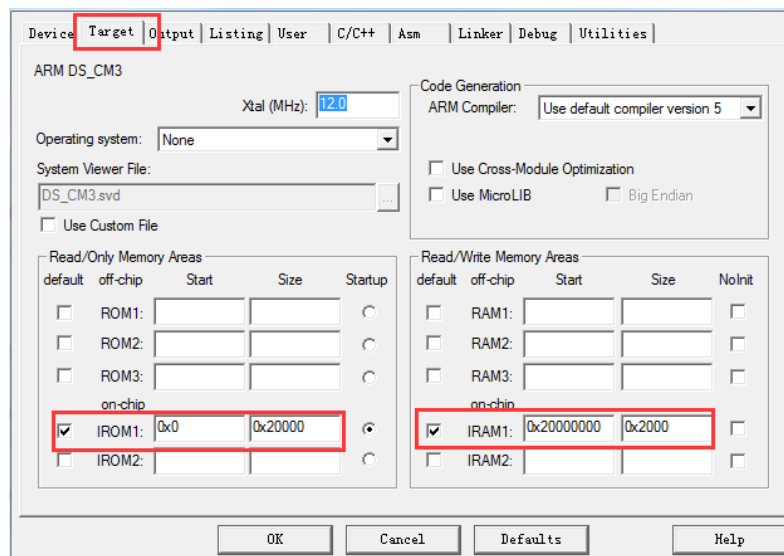 Device Target Output Listing User C/C++ Asm Linker Debug Utilities
ARM DS_CM3
Xtal (MHz): 12.0
Operating system: None
System Viewer File:
DS_CM3.svd ...
Use Custom File
Code Generation
ARM Compiler: Use default compiler version 5
Use Cross-Module Optimization
Use MicroLIB Big Endian
Read/Only Memory Areas
default off-chip Start Size Startup
ROM1:
ROM2:
ROM3:
on-chip
IROM1: 0x0 0x20000
IROM2:
Read/Write Memory Areas
default off-chip Start Size NoInit
RAM1:
RAM2:
RAM3:
on-chip
IRAM1: 0x20000000 0x2000
IRAM2:
OK Cancel Defaults Help